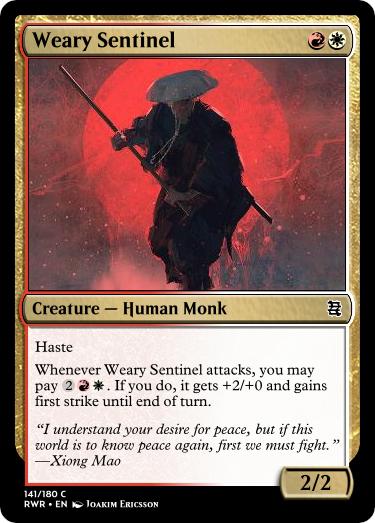 Weary Sentinel
Creature — Human Monk
Haste
Whenever Weary Sentinel attacks, you may
pay 2. If you do, it gets +2/+0 and gains
first strike until end of turn.
“I understand your desire for peace, but if this
world is to know peace again, first we must fight.”
—Xiong Mao
2/2
141/180 C
RWR • EN Joakim Ericsson